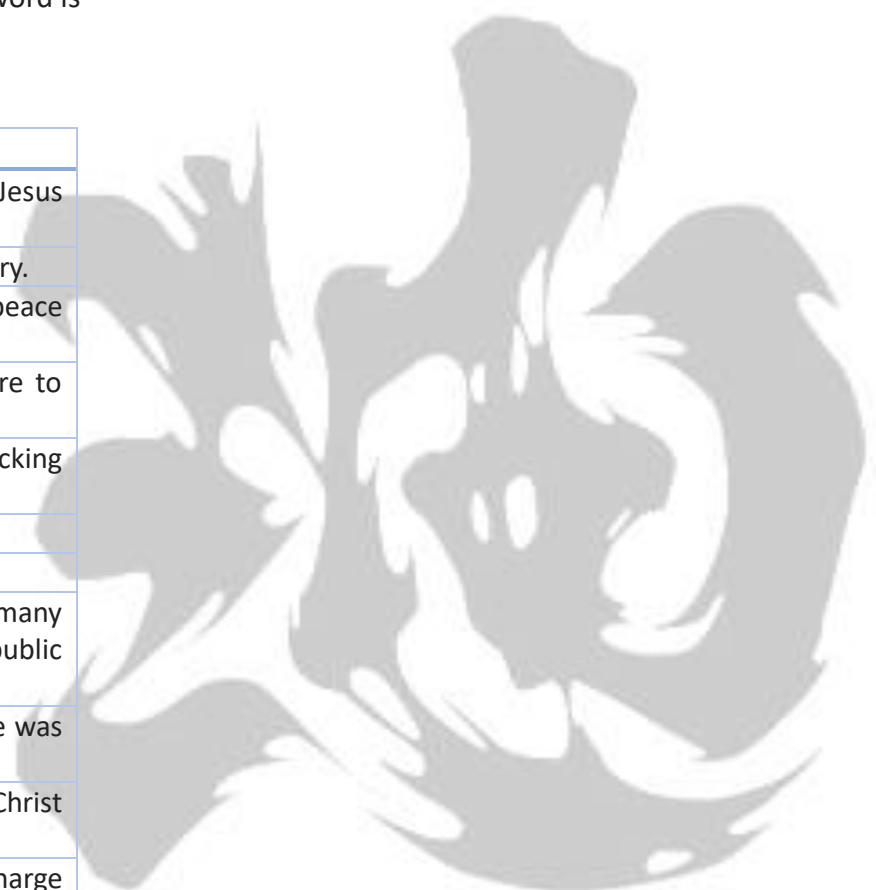 word is
Jesus
ry.
peace
re to
cking
many
public
e was
Christ
harge